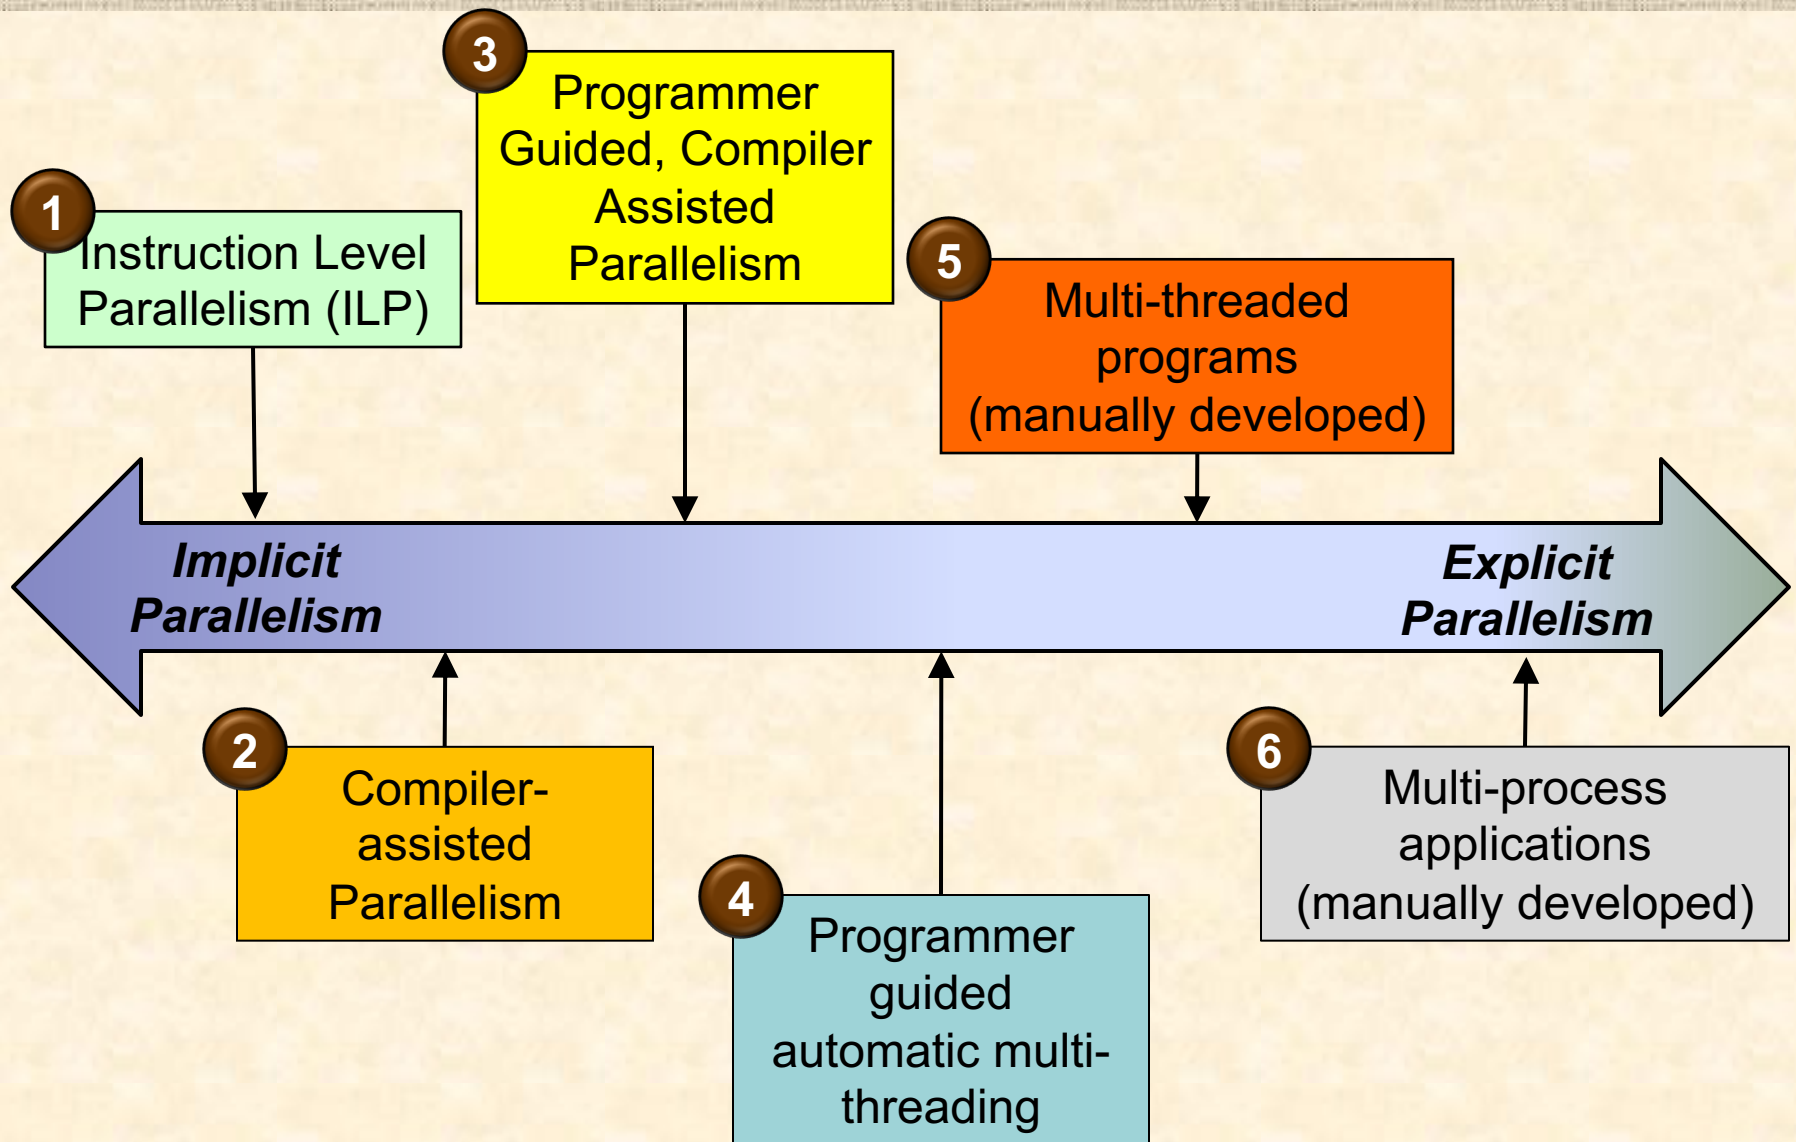 1
Instruction Level
Parallelism (ILP)
3
Programmer
Guided, Compiler
Assisted
Parallelism
5
Multi-threaded
programs
(manually developed)
Implicit
Parallelism
Explicit
Parallelism
2
Compiler-
assisted
Parallelism
4
Programmer
guided
automatic multi-
threading
6
Multi-process
applications
(manually developed)